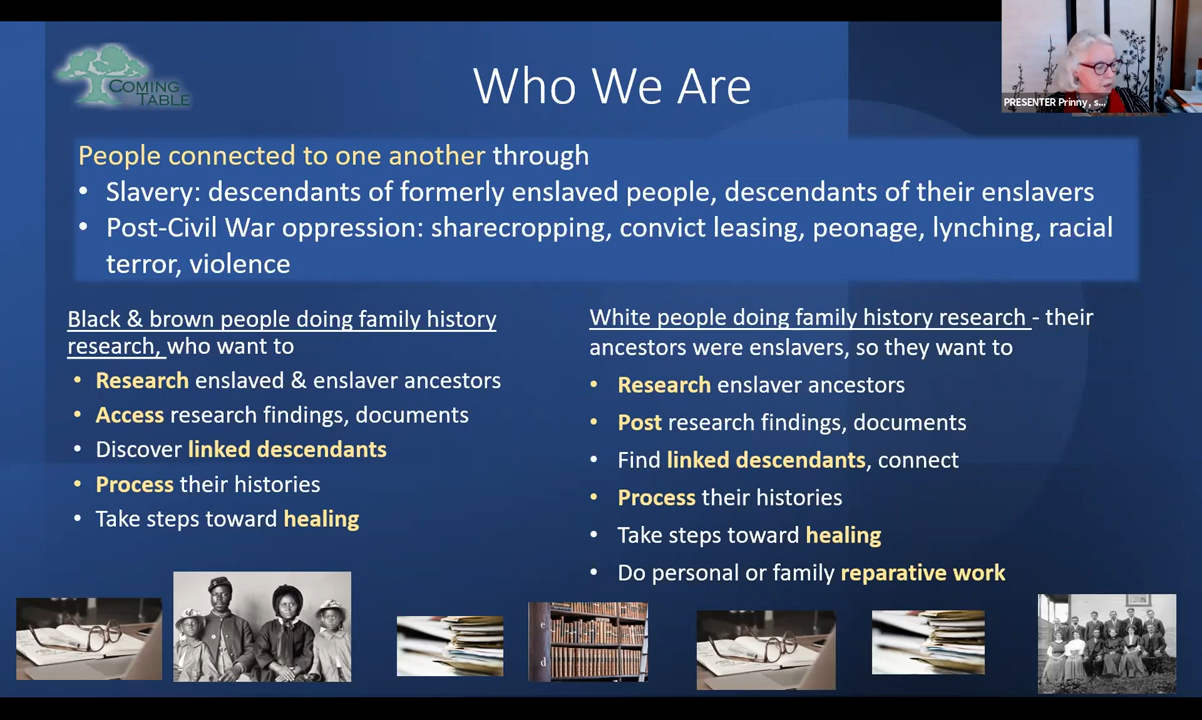 COMING
TABLE
Who We Are
PRESENTER Prinny, s...
People connected to one another through
• Slavery: descendants of formerly enslaved people, descendants of their enslavers
• Post-Civil War oppression: sharecropping, convict leasing, peonage, lynching, racial
terror, violence
Black & brown people doing family history
research, who want to
• Research enslaved & enslaver ancestors
• Access research findings, documents
• Discover linked descendants
• Process their histories
• Take steps toward healing
White people doing family history research - their
ancestors were enslavers, so they want to
• Research enslaver ancestors
• Post research findings, documents
• Find linked descendants, connect
• Process their histories
• Take steps toward healing
• Do personal or family reparative work
e
d